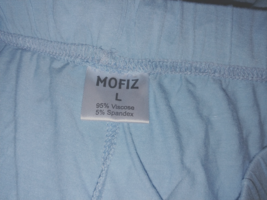 MOFIZ
L
95% Viscose
5% Spandex